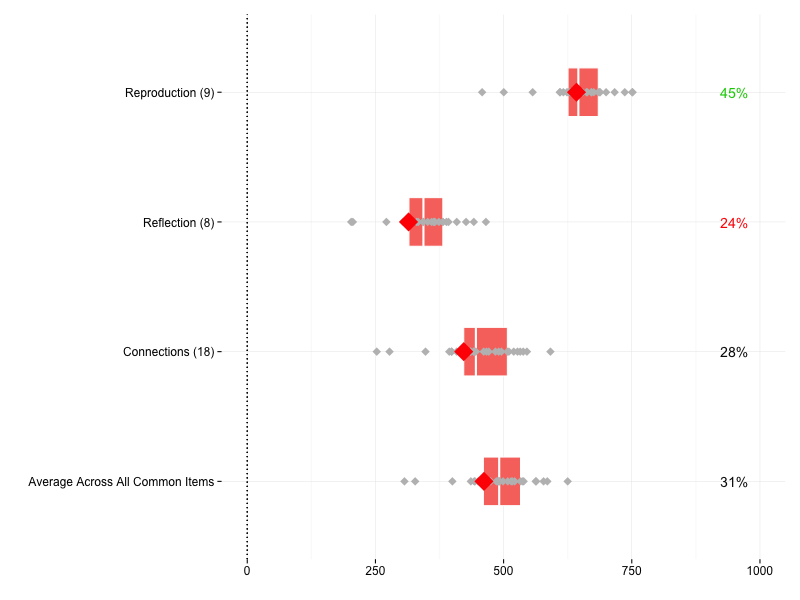 Reproduction (9)
45%
Reflection (8)
24%
Connections (18)
28%
Average Across All Common Items
31%
0
250
500
750
1000